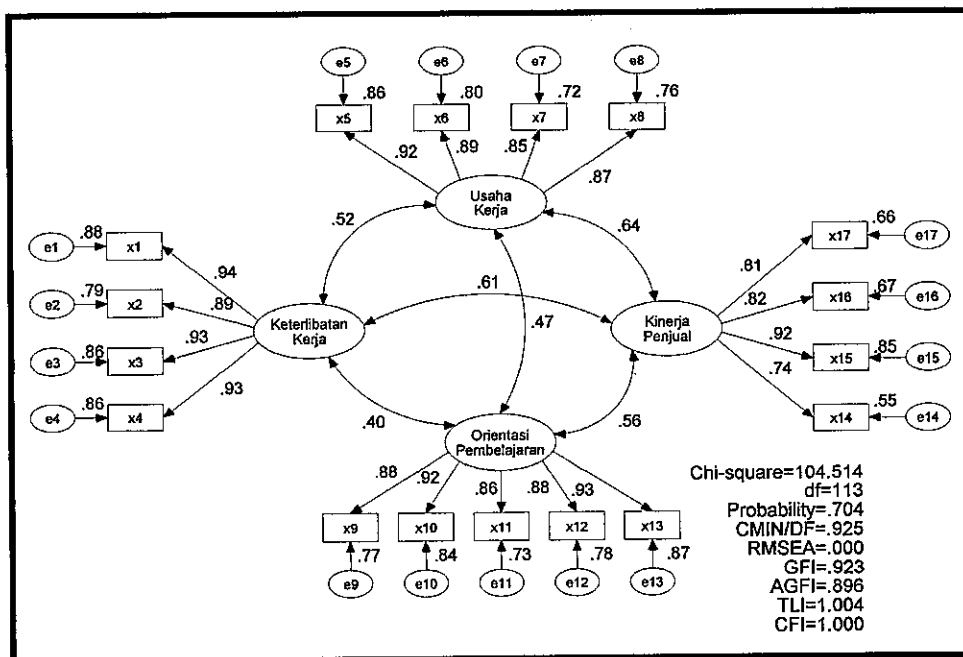 e5 e6 e7 e8
.86 .80 .72 .76
x5 x6 x7 x8
.92 .89 .85 .87
Usaha
Kerja
.52 .64
.88 .66
e1 x1 x17 e17
.94 .81
.79 .67
e2 x2 x16 e16
.89 .82
.61
Keterlibatan
Kerja
Kinerja
Penjual
.47
.93 .92
.86 .85
e3 x3 x15 e15
.93 .74
.86 .55
e4 x4 x14 e14
.40 .56
Orientasi
Pembelajaran
.88 .92 .86 .88 .93
x9 x10 x11 x12 x13
.77 .84 .73 .78 .87
e9 e10 e11 e12 e13
Chi-square=104.514
df=113
Probability=.704
CMIN/DF=.925
RMSEA=.000
GFI=.923
AGFI=.896
TLI=1.004
CFI=1.000